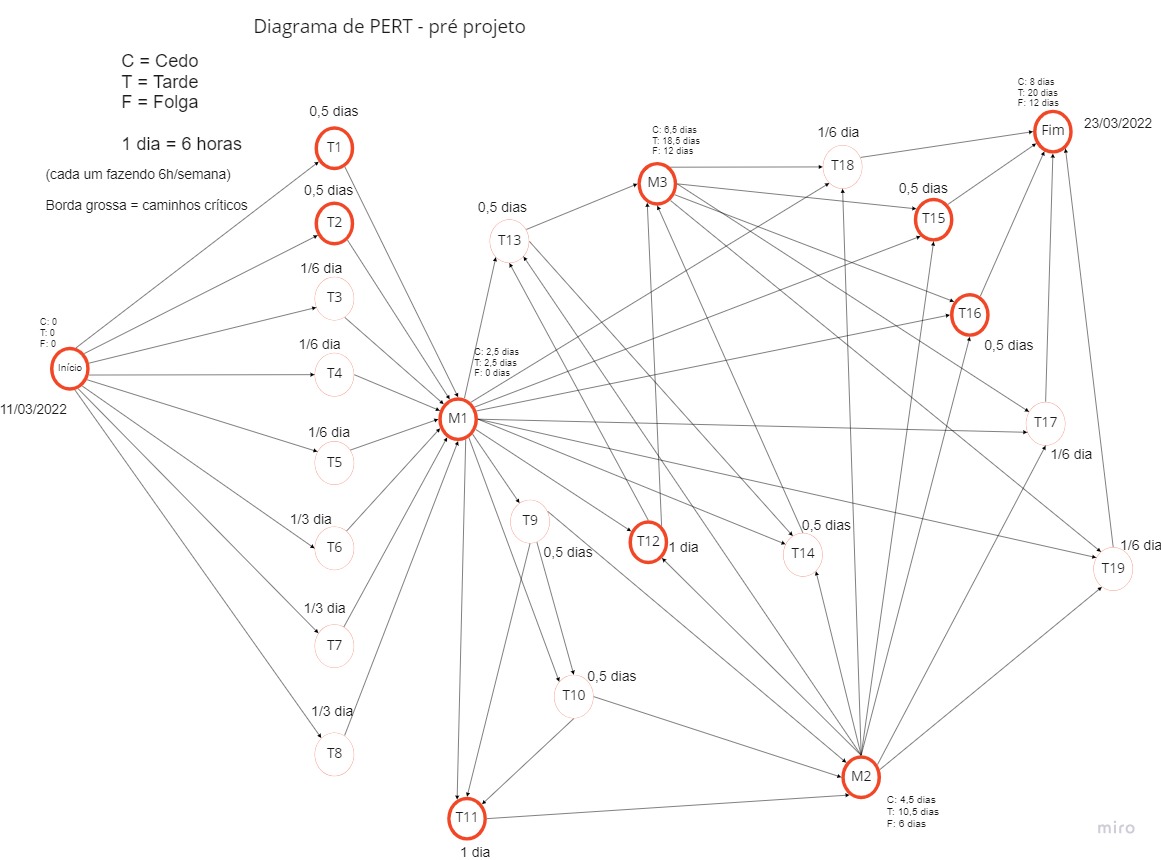 Diagrama de PERT - pré projeto
C = Cedo
T = Tarde
F = Folga
1 dia = 6 horas
(cada um fazendo 6h/semana)
Borda grossa = caminhos críticos
C: 0
T: 0
F: 0
Início
11/03/2022
0,5 dias
T1
0,5 dias
T2
1/6 dia
T3
1/6 dia
T4
1/6 dia
T5
1/3 dia
T6
1/3 dia
T7
1/3 dia
T8
C: 2,5 dias
T: 2,5 dias
F: 0 dias
M1
0,5 dias
T13
T9
0,5 dias
T10
0,5 dias
T11
1 dia
T12
1 dia
C: 6,5 dias
T: 18,5 dias
F: 12 dias
M3
0,5 dias
T14
M2
C: 4,5 dias
T: 10,5 dias
F: 6 dias
1/6 dia
T18
0,5 dias
T15
T16
0,5 dias
T17
1/6 dia
1/6 dia
T19
C: 8 dias
T: 20 dias
F: 12 dias
Fim
23/03/2022
miro